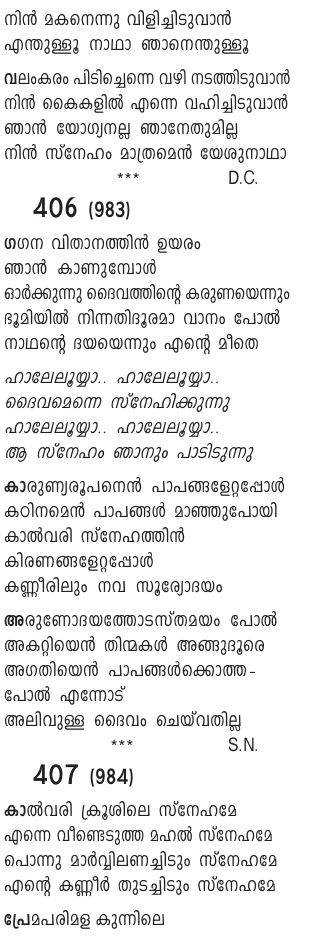 നിൻ മകനെന്നു വിളിച്ചിടുവാൻ
എന്തുള്ളൂ നാഥാ ഞാനെന്തുള്ളൂ
വലംകരം പിടിച്ചെന്നെ വഴി നടത്തിടുവാൻ
നിൻ കൈകളിൽ എന്നെ വഹിച്ചിടുവാൻ
ഞാൻ യോഗ്യനല്ല ഞാനേതുമില്ല
നിൻ സ്നേഹം മാത്രമെൻ യേശുനാഥാ
*** D.C.
406 (983)
ഗഗന വിതാനത്തിൻ ഉയരം
ഞാൻ കാണുമ്പോൾ
ഓർക്കുന്നു ദൈവത്തിന്റെ കരുണയെന്നും
ഭൂമിയിൽ നിന്നതിദൂരമാ വാനം പോൽ
നാഥന്റെ ദയയെന്നും എന്റെ മീതെ
ഹാലേലൂയ്യാ.. ഹാലേലൂയ്യാ..
ദൈവമെന്നെ സ്നേഹിക്കുന്നു
ഹാലേലൂയ്യാ.. ഹാലേലൂയ്യാ..
ആ സ്നേഹം ഞാനും പാടിടുന്നു
കാരുണ്യരൂപനെൻ പാപങ്ങളേറ്റപ്പോൾ
കഠിനമെൻ പാപങ്ങൾ മാഞ്ഞുപോയി
കാൽവരി സ്നേഹത്തിൻ
കിരണങ്ങളേറ്റപ്പോൾ
കണ്ണീരിലും നവ സൂര്യോദയം
അരുണോദയത്തോടസ്തമയം പോൽ
അകറ്റിയെൻ തിന്മകൾ അങ്ങുദൂരെ
അഗതിയെൻ പാപങ്ങൾക്കൊത്ത-
പോൽ എന്നോട്
അലിവുള്ള ദൈവം ചെയ്‌വതില്ല
*** S.N.
407 (984)
കാൽവരി ക്രൂശിലെ സ്നേഹമേ
എന്നെ വീണ്ടെടുത്ത മഹൽ സ്നേഹമേ
പൊന്നു മാർവ്വിലണച്ചിടും സ്നേഹമേ
എന്റെ കണ്ണീർ തുടച്ചിടും സ്നേഹമേ
പ്രേമപരിമള കുന്നിലെ